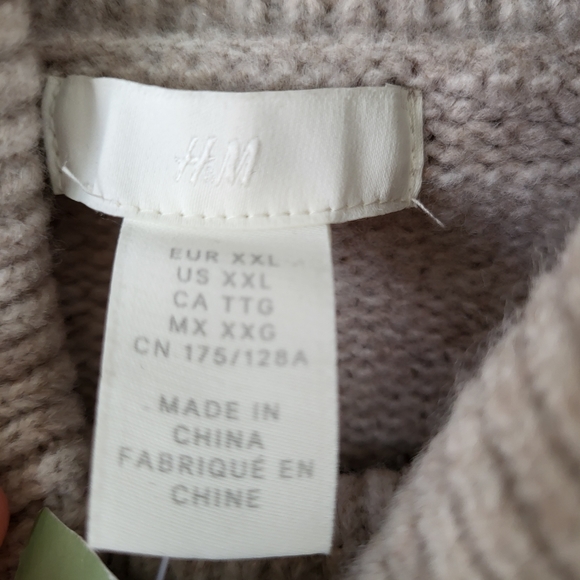 H&M
EUR XXL
US XXL
CA TTG
MX XXG
CN 175/128A
MADE IN
CHINA
FABRIQUÉ EN
CHINE